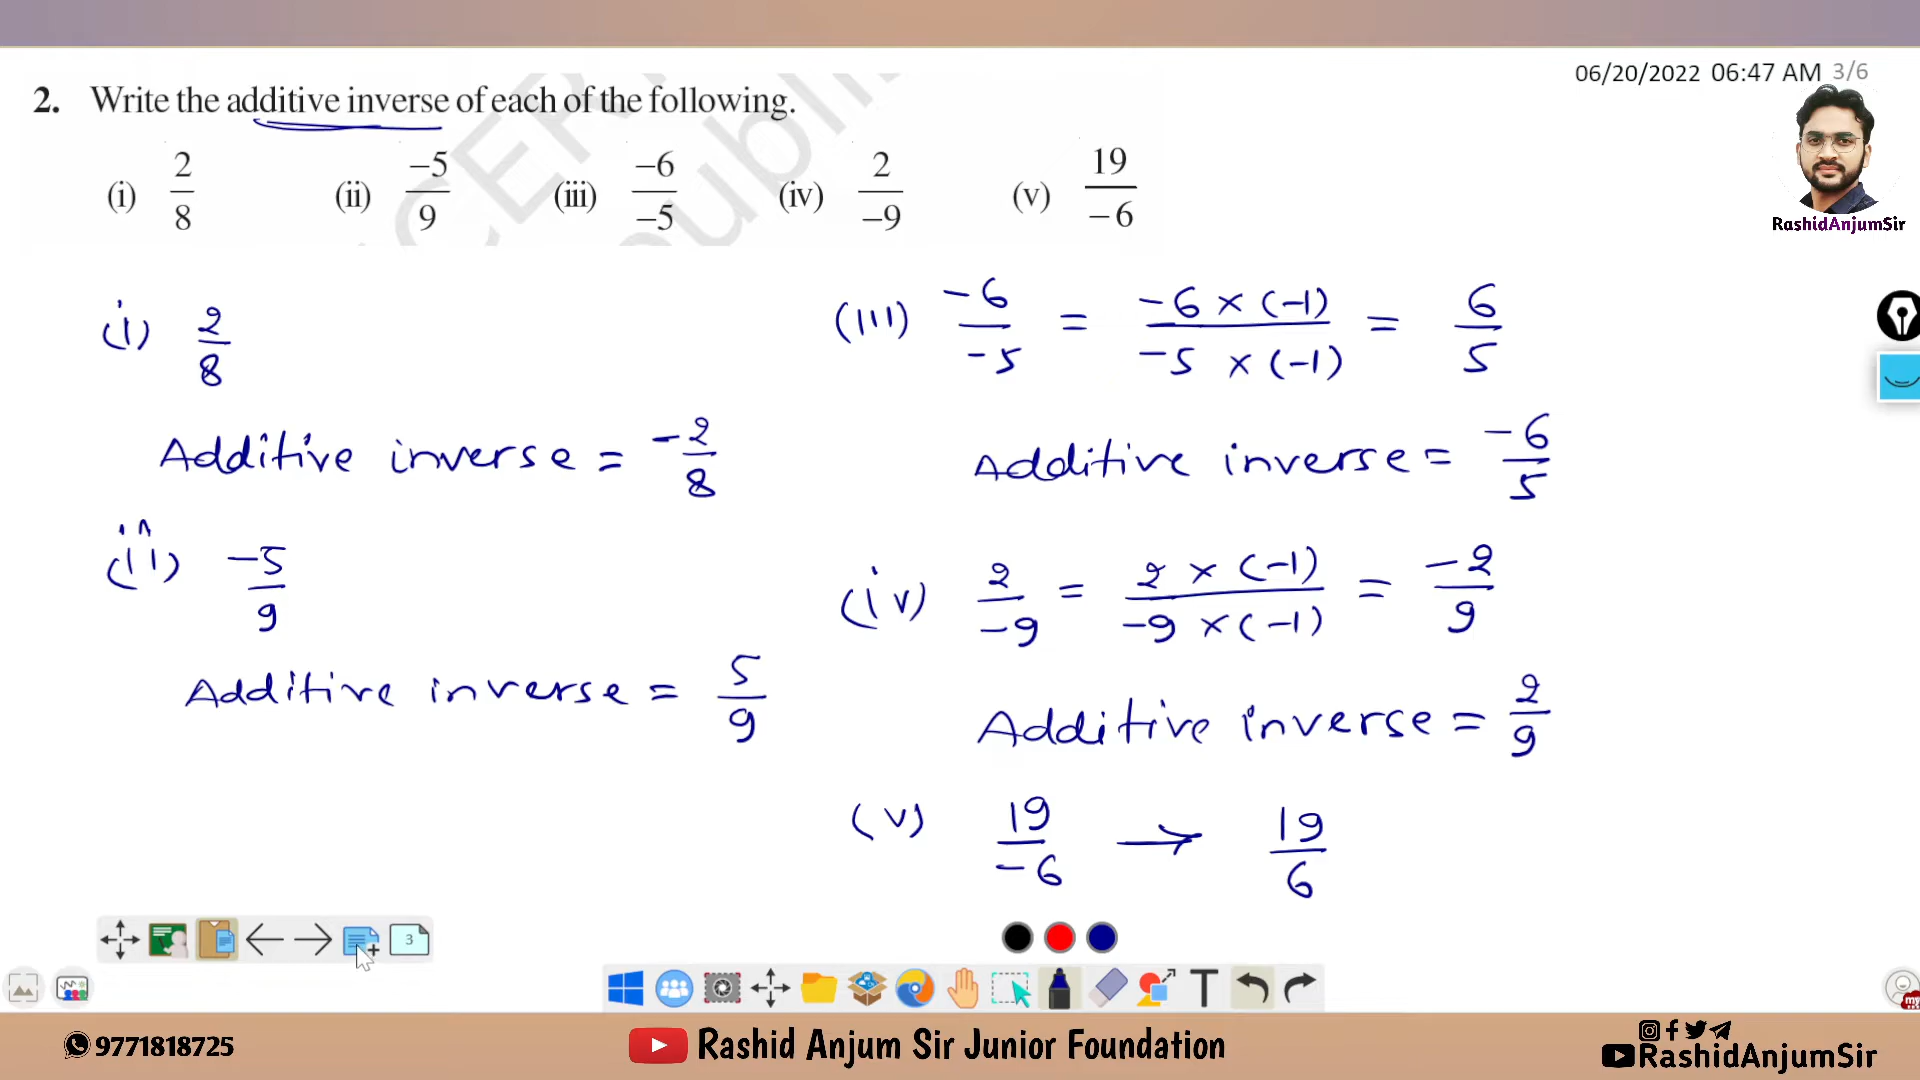 06/20/2022 06:47 AM 3/6
2. Write the additive inverse of each of the following.
(i) 2/8 (ii) −5/9 (iii) −6/−5 (iv) 2/−9 (v) 19/−6
RashidAnjumSir
(i) 2/8
Additive inverse = -2/8
(ii) -5/9
Additive inverse = 5/9
(iii) -6/-5 = -6 × (-1)/-5 × (-1) = 6/5
Additive inverse = -6/5
(iv) 2/-9 = 2 × (-1)/-9 × (-1) = -2/9
Additive inverse = 2/9
(v) 19/-6 → 19/6
3
T
9771818725
Rashid Anjum Sir Junior Foundation
RashidAnjumSir